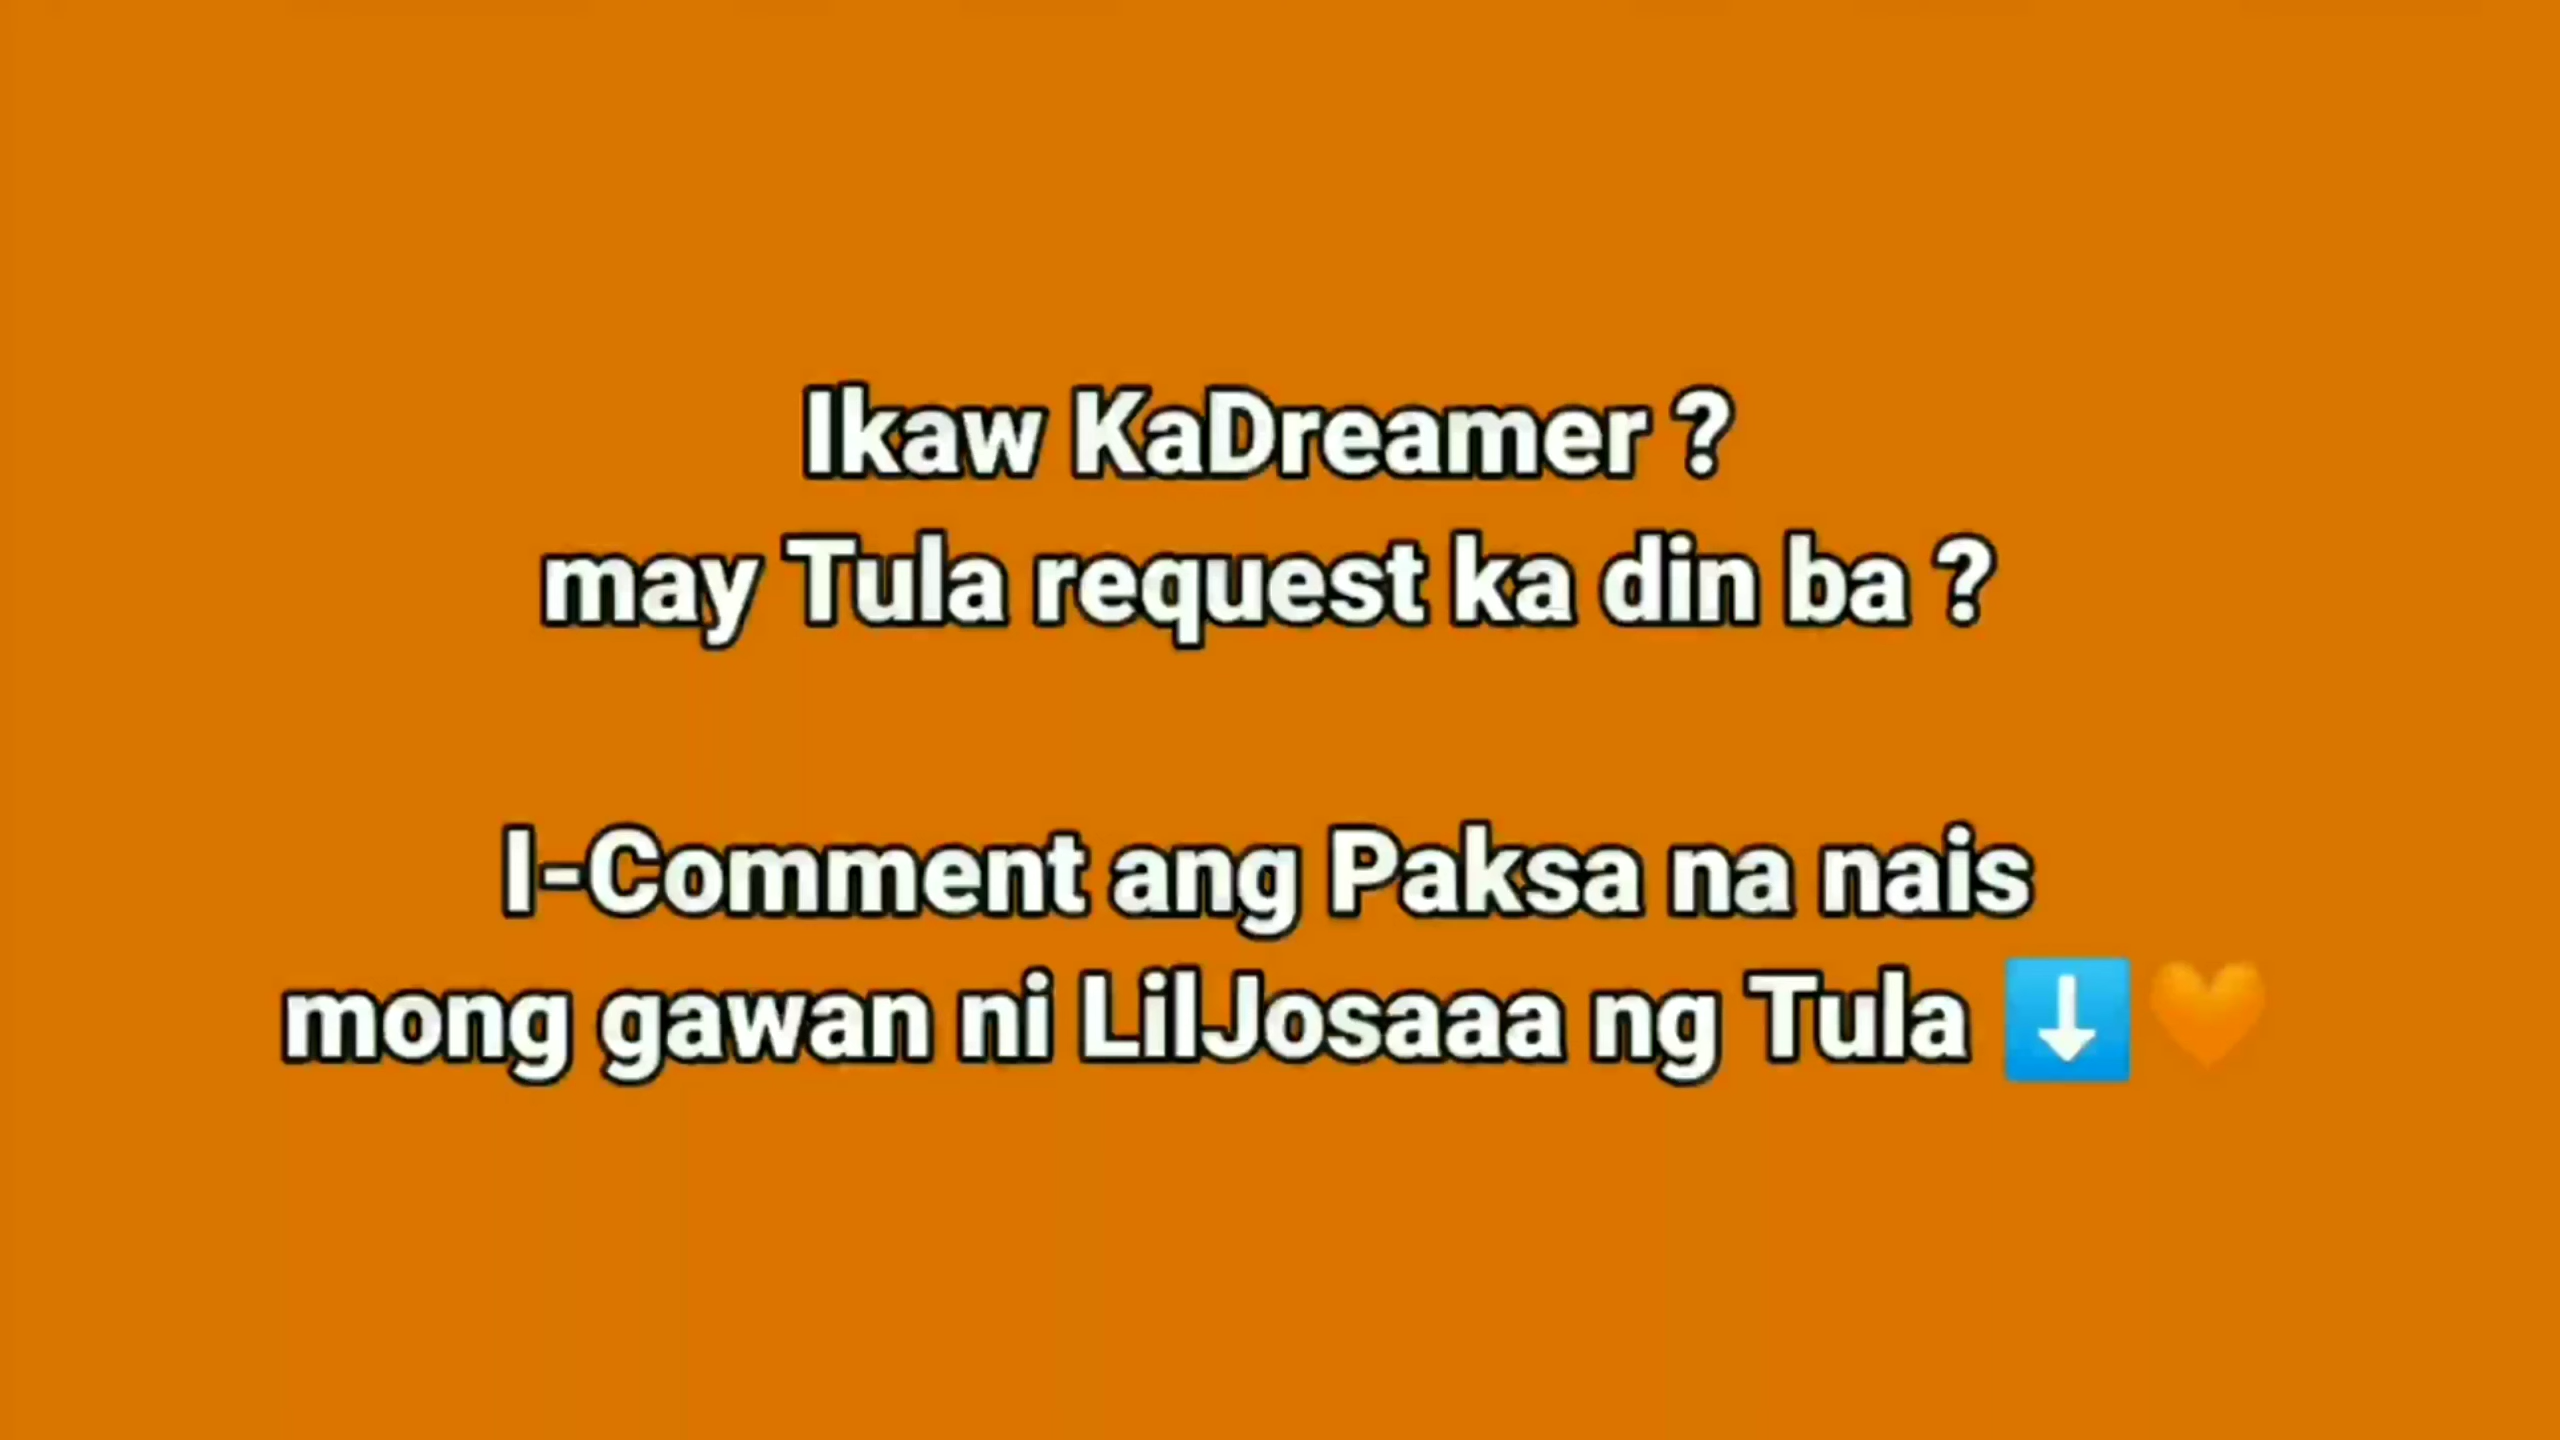 Ikaw KaDreamer ?
may Tula request ka din ba ?
I-Comment ang Paksa na nais
mong gawan ni LilJosaaa ng Tula ⬇️🧡